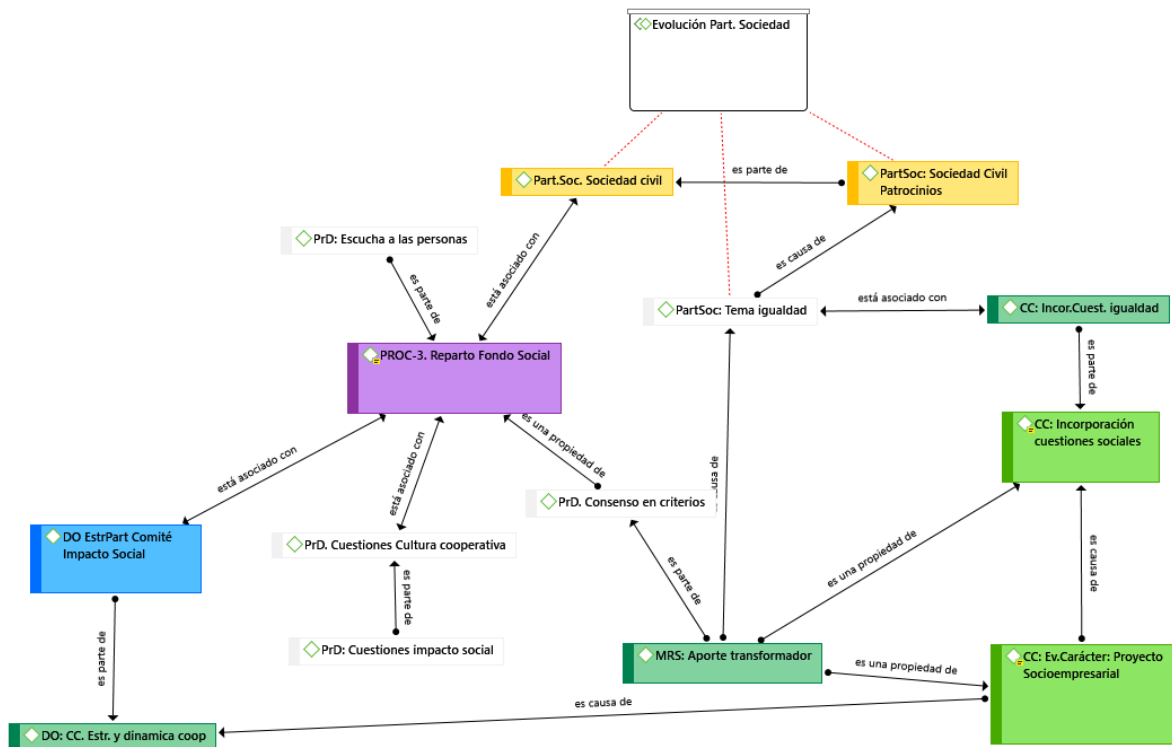 Evolución Part. Sociedad
Part.Soc. Sociedad civil
es parte de
PartSoc: Sociedad Civil
Patrocinios
PrD: Escucha a las personas
es parte de
está asociado con
es causa de
PartSoc: Tema igualdad
está asociado con
CC: Incor.Cuest. igualdad
PROC-3. Reparto Fondo Social
es parte de
CC: Incorporación
cuestiones sociales
está asociado con
está asociado con
es una propiedad de
causa de
PrD. Consenso en criterios
DO EstrPart Comité
Impacto Social
PrD. Cuestiones Cultura cooperativa
es una propiedad de
es causa de
es parte de
es parte de
es parte de
PrD: Cuestiones impacto social
MRS: Aporte transformador
es una propiedad de
CC: Ev.Carácter: Proyecto
Socioempresarial
es causa de
DO: CC. Estr. y dinamica coop